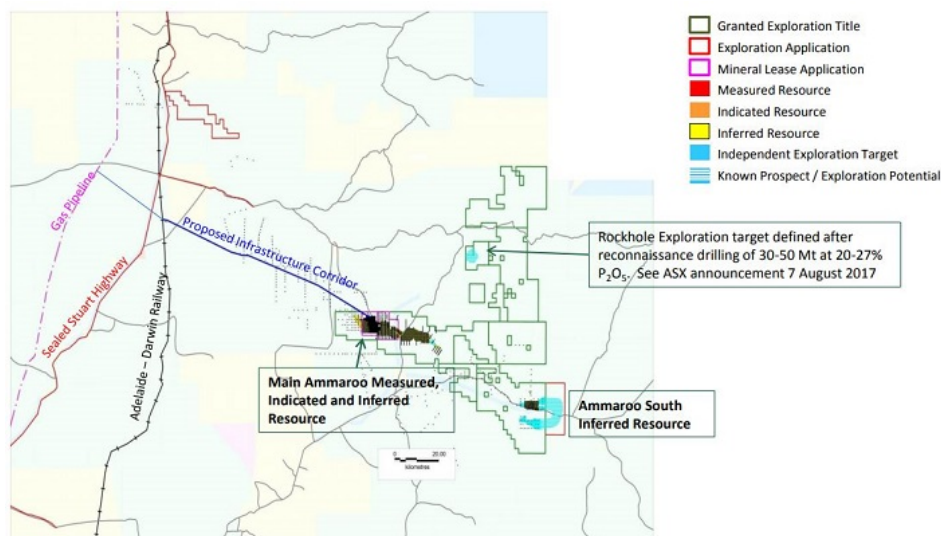 Granted Exploration Title
Exploration Application
Mineral Lease Application
Measured Resource
Indicated Resource
Inferred Resource
Independent Exploration Target
Known Prospect / Exploration Potential
Gas Pipeline
Sealed Stuart Highway
Adelaide – Darwin Railway
Proposed Infrastructure Corridor
Rockhole Exploration target defined after
reconnaissance drilling of 30-50 Mt at 20-27%
P₂O₅. See ASX announcement 7 August 2017
Main Ammaroo Measured,
Indicated and Inferred
Resource
Ammaroo South
Inferred Resource
0 20.00
kilometres